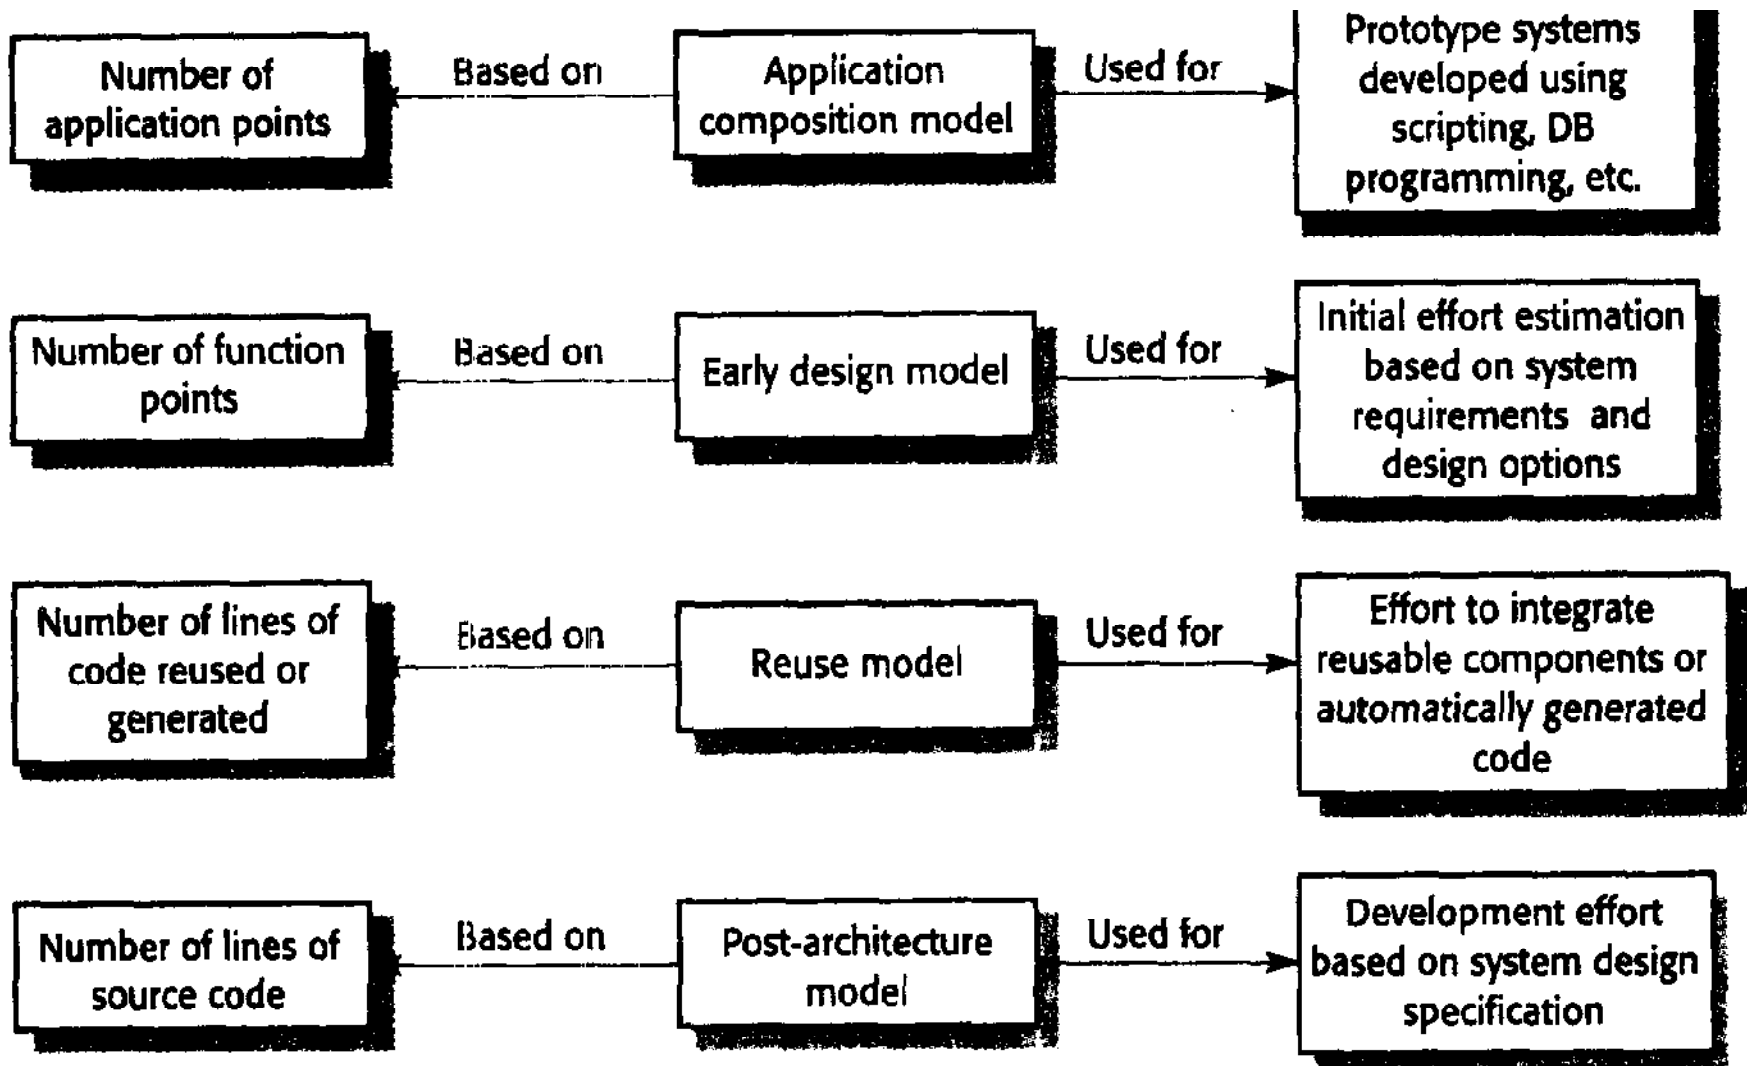 Number of
application points
Based on
Application
composition model
Used for
Prototype systems
developed using
scripting, DB
programming, etc.
Number of function
points
Based on
Early design model
Used for
Initial effort estimation
based on system
requirements and
design options
Number of lines of
code reused or
generated
Based on
Reuse model
Used for
Effort to integrate
reusable components or
automatically generated
code
Number of lines of
source code
Based on
Post-architecture
model
Used for
Development effort
based on system design
specification